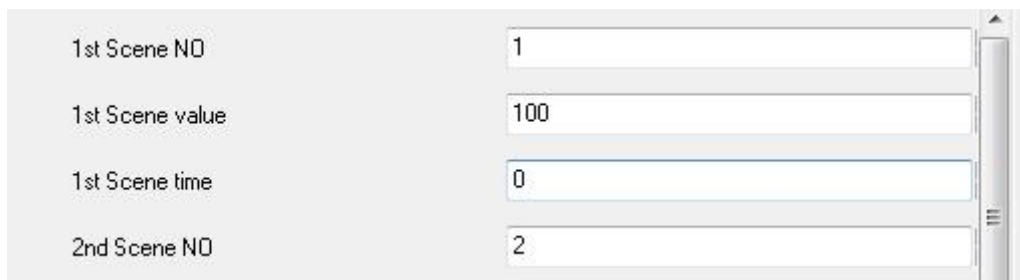 1st Scene NO 1
1st Scene value 100
1st Scene time 0
2nd Scene NO 2